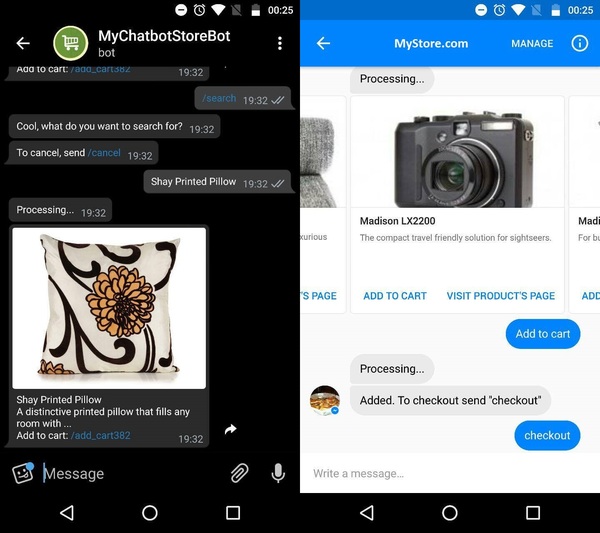 00:25
MyChatbotStoreBot
bot
Add to cart: /add_cart382
19:32
/search 19:32
Cool, what do you want to search for? 19:32
To cancel, send /cancel 19:32
Shay Printed Pillow 19:32
Processing... 19:32
Shay Printed Pillow
A distinctive printed pillow that fills any
room with ...
Add to cart: /add_cart382
19:32
Message
00:25
MyStore.com
MANAGE
Processing...
Madison LX2200
The compact travel friendly solution for sightseers.
ADD TO CART
VISIT PRODUCT'S PAGE
xurious
'S PAGE
Madi
For bu
ADD
Add to cart
Processing...
Added. To checkout send "checkout"
checkout
Write a message...